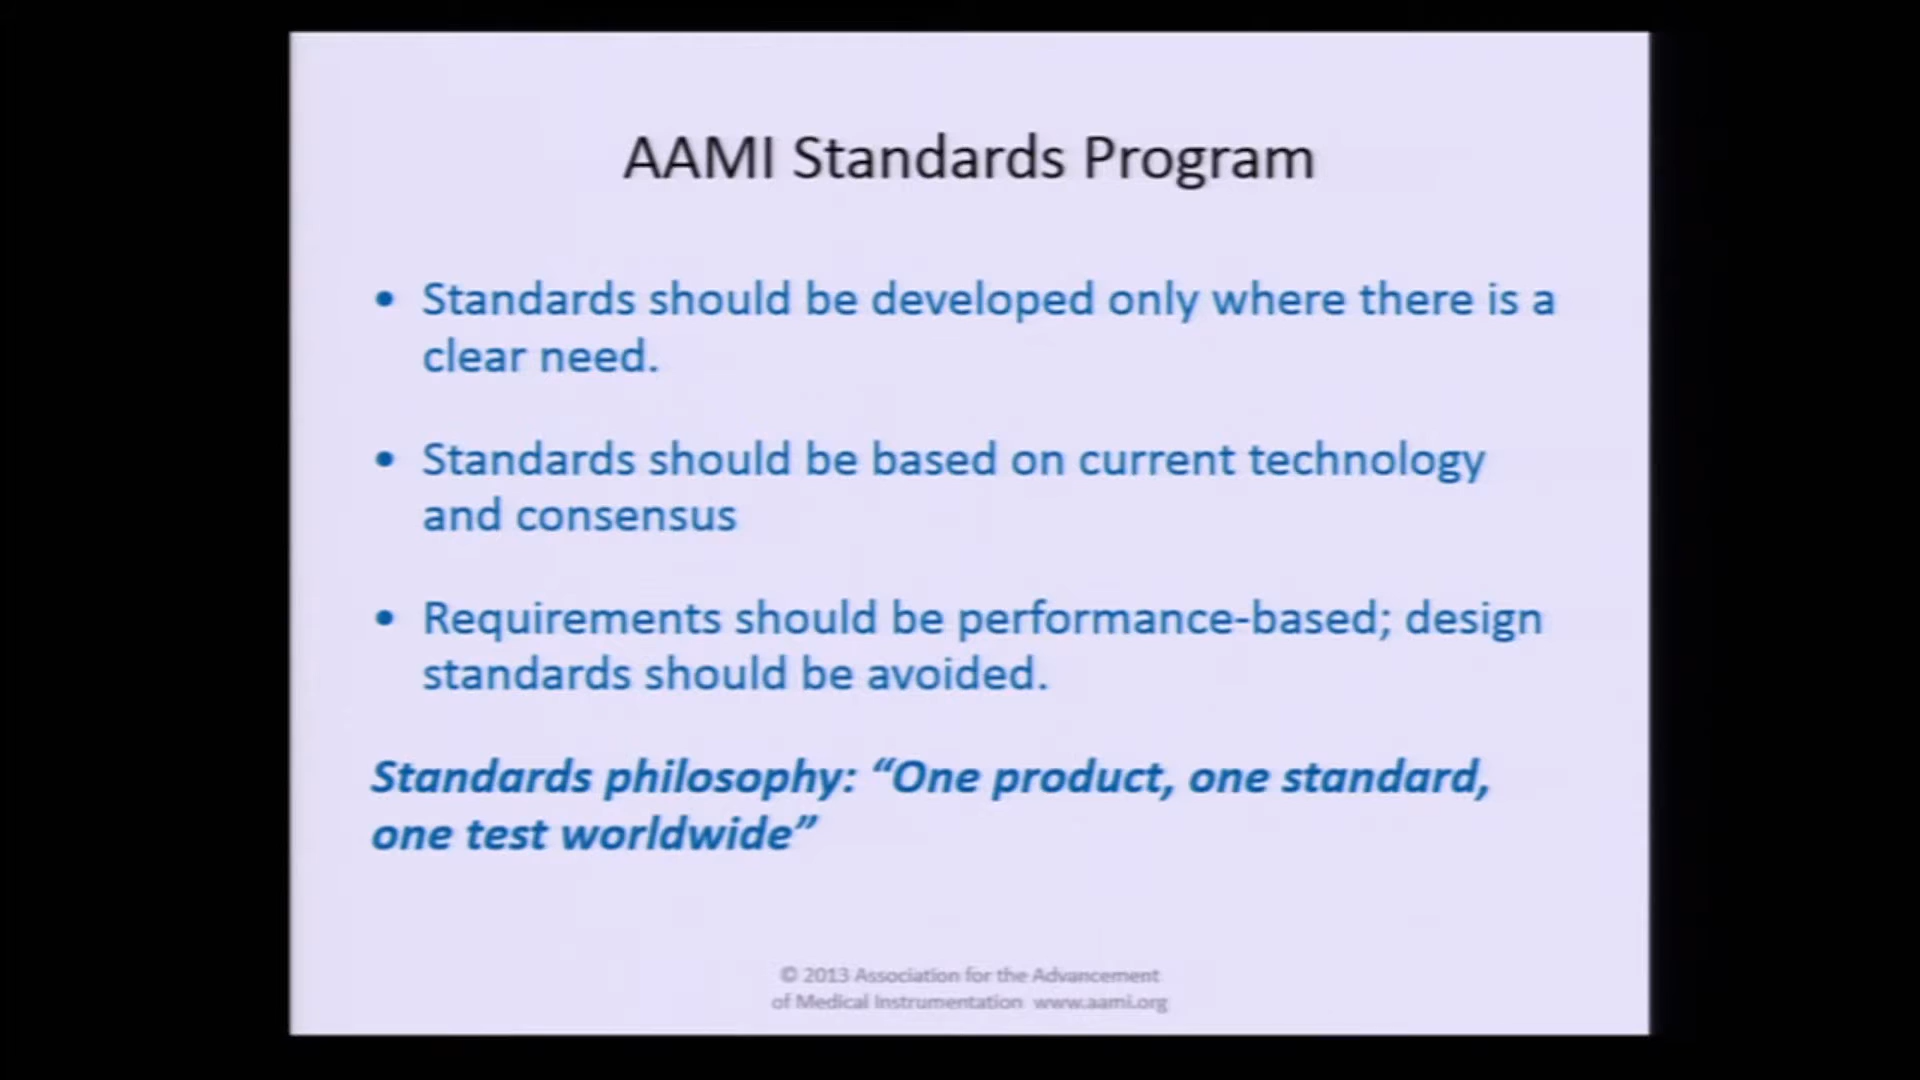 AAMI Standards Program
• Standards should be developed only where there is a
clear need.
• Standards should be based on current technology
and consensus
• Requirements should be performance-based; design
standards should be avoided.
Standards philosophy: “One product, one standard,
one test worldwide”
© 2013 Association for the Advancement
of Medical Instrumentation www.aami.org